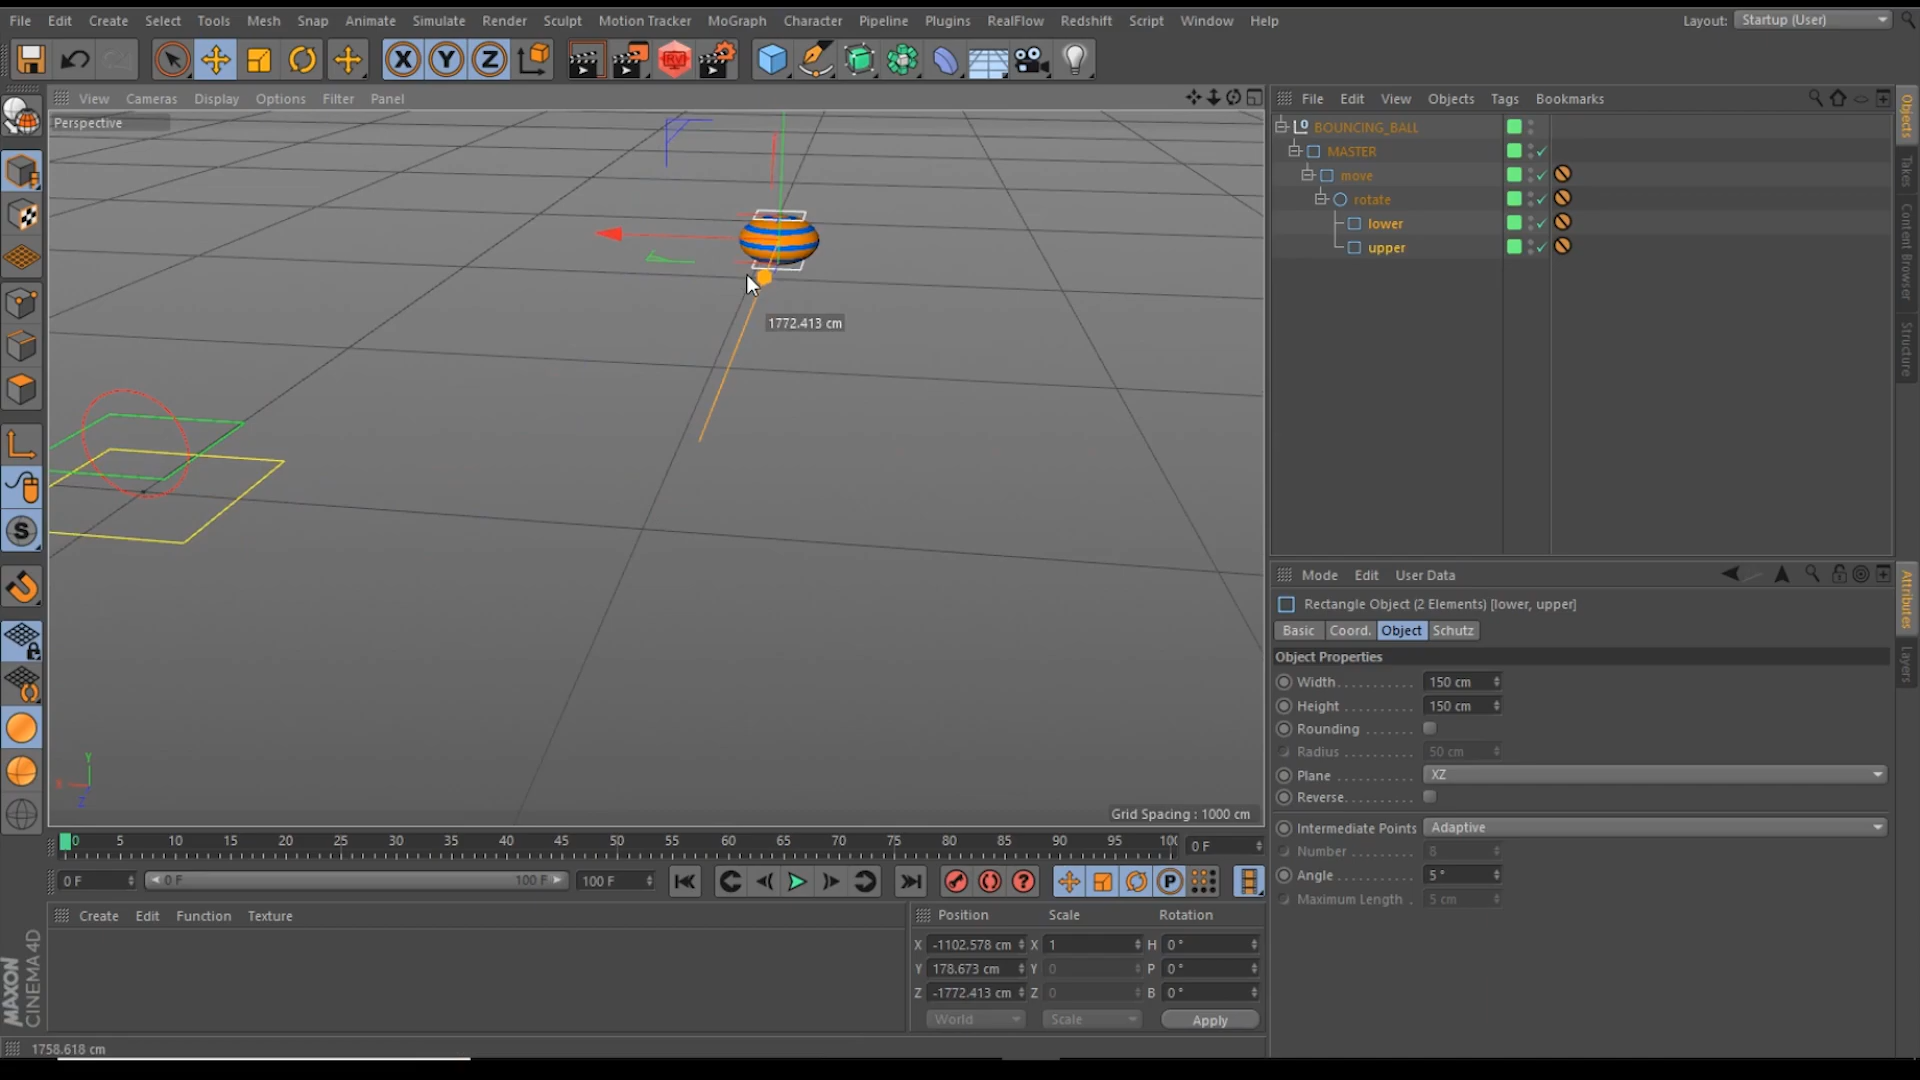 File Edit Create Select Tools Mesh Snap Animate Simulate Render Sculpt Motion Tracker MoGraph Character Pipeline Plugins RealFlow Redshift Script Window Help Layout: Startup (User)
X Y Z RV
View Cameras Display Options Filter Panel
File Edit View Objects Tags Bookmarks
Perspective
BOUNCING_BALL
MASTER
move
rotate
lower
upper
Objects
Takes
Content Browser
Structure
1772.413 cm
Mode Edit User Data
Rectangle Object (2 Elements) [lower, upper]
Basic Coord. Object Schutz
Object Properties
Width 150 cm
Height 150 cm
Rounding
Radius 50 cm
Plane XZ
Reverse
Intermediate Points Adaptive
Number 8
Angle 5 °
Maximum Length 5 cm
Attributes
Layers
S
Y
X
Z
Grid Spacing : 1000 cm
0 5 10 15 20 25 30 35 40 45 50 55 60 65 70 75 80 85 90 95 100 0 F
0 F 0 F 100 F 100 F P
Create Edit Function Texture
Position Scale Rotation
X -1102.578 cm X 1 H 0 °
Y 178.673 cm Y 0 P 0 °
Z -1772.413 cm Z 0 B 0 °
World Scale Apply
MAXON
CINEMA 4D
1758.618 cm